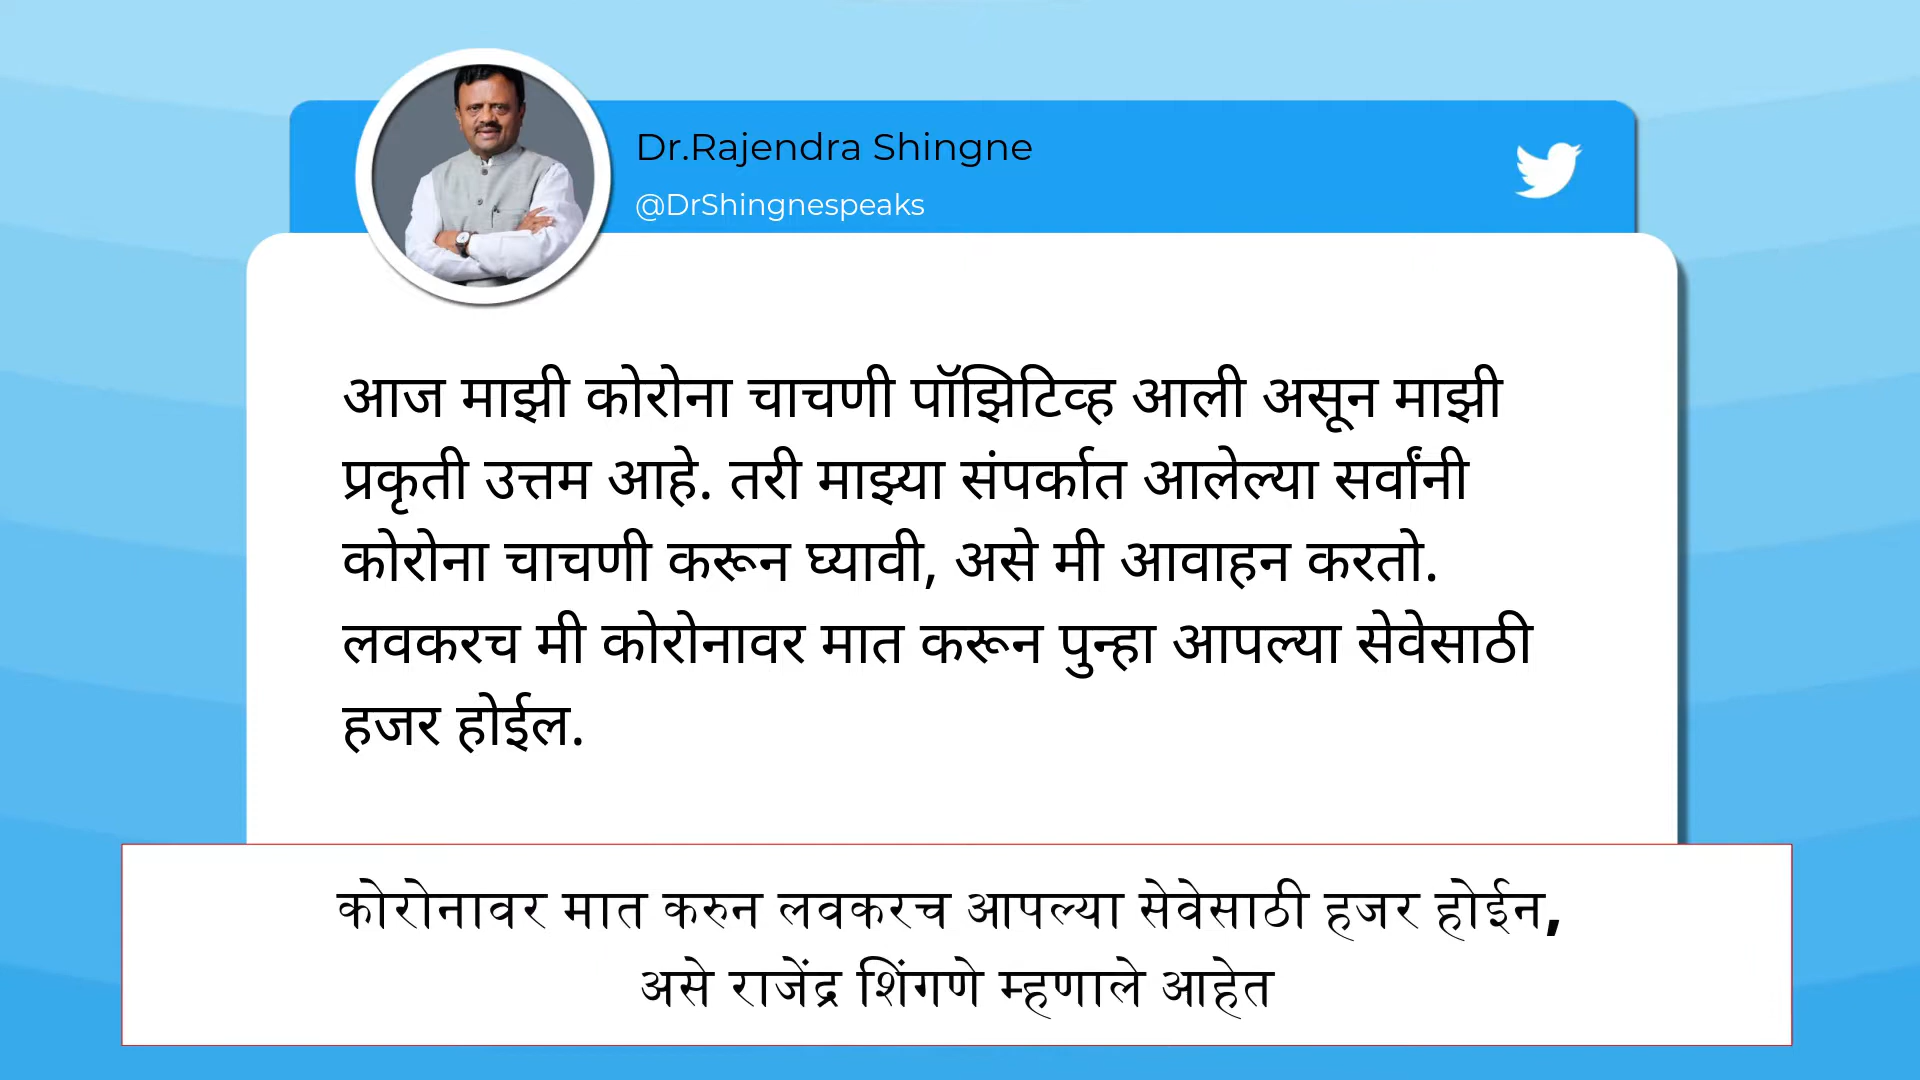 Dr.Rajendra Shingne
@DrShingnespeaks
आज माझी कोरोना चाचणी पॉझिटिव्ह आली असून माझी
प्रकृती उत्तम आहे. तरी माझ्या संपर्कात आलेल्या सर्वांनी
कोरोना चाचणी करून घ्यावी, असे मी आवाहन करतो.
लवकरच मी कोरोनावर मात करून पुन्हा आपल्या सेवेसाठी
हजर होईल.
कोरोनावर मात करुन लवकरच आपल्या सेवेसाठी हजर होईन,
असे राजेंद्र शिंगणे म्हणाले आहेत